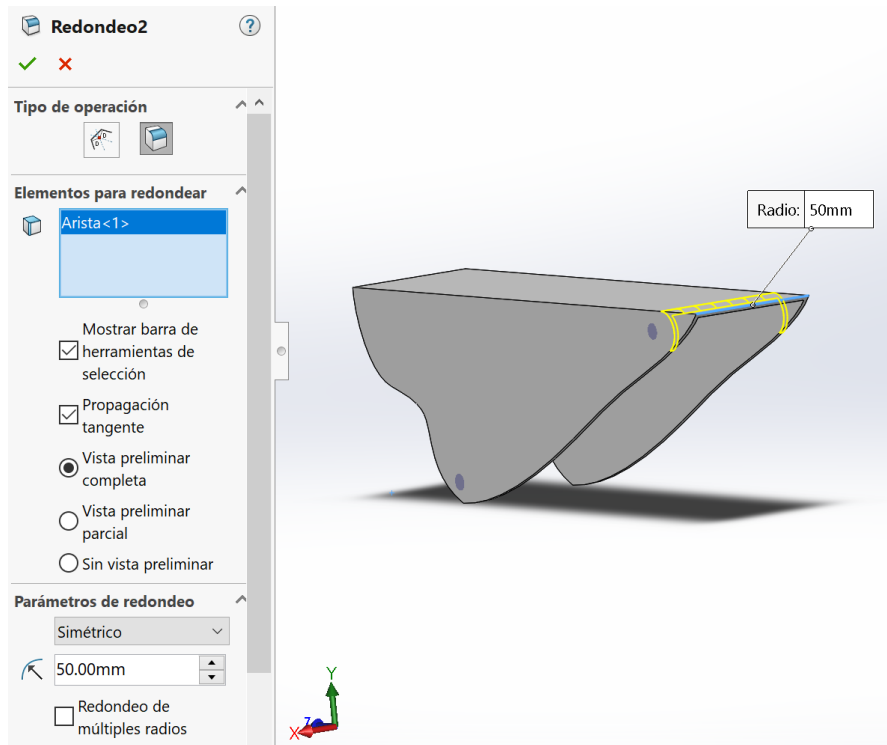 Redondeo2
?
Tipo de operación
Elementos para redondear
Arista<1>
Mostrar barra de
herramientas de
selección
Propagación
tangente
Vista preliminar
completa
Vista preliminar
parcial
Sin vista preliminar
Parámetros de redondeo
Simétrico
50.00mm
Redondeo de
múltiples radios
Radio: 50mm
Y
Z
X